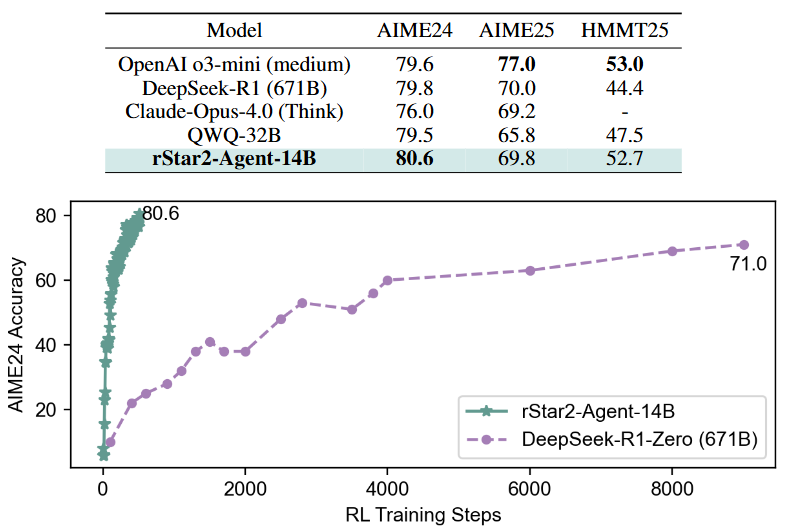 Model AIME24 AIME25 HMMT25
OpenAI o3-mini (medium) 79.6 77.0 53.0
DeepSeek-R1 (671B) 79.8 70.0 44.4
Claude-Opus-4.0 (Think) 76.0 69.2 -
QWQ-32B 79.5 65.8 47.5
rStar2-Agent-14B 80.6 69.8 52.7
80
60
40
20
AIME24 Accuracy
80.6
71.0
rStar2-Agent-14B
DeepSeek-R1-Zero (671B)
0 2000 4000 6000 8000
RL Training Steps